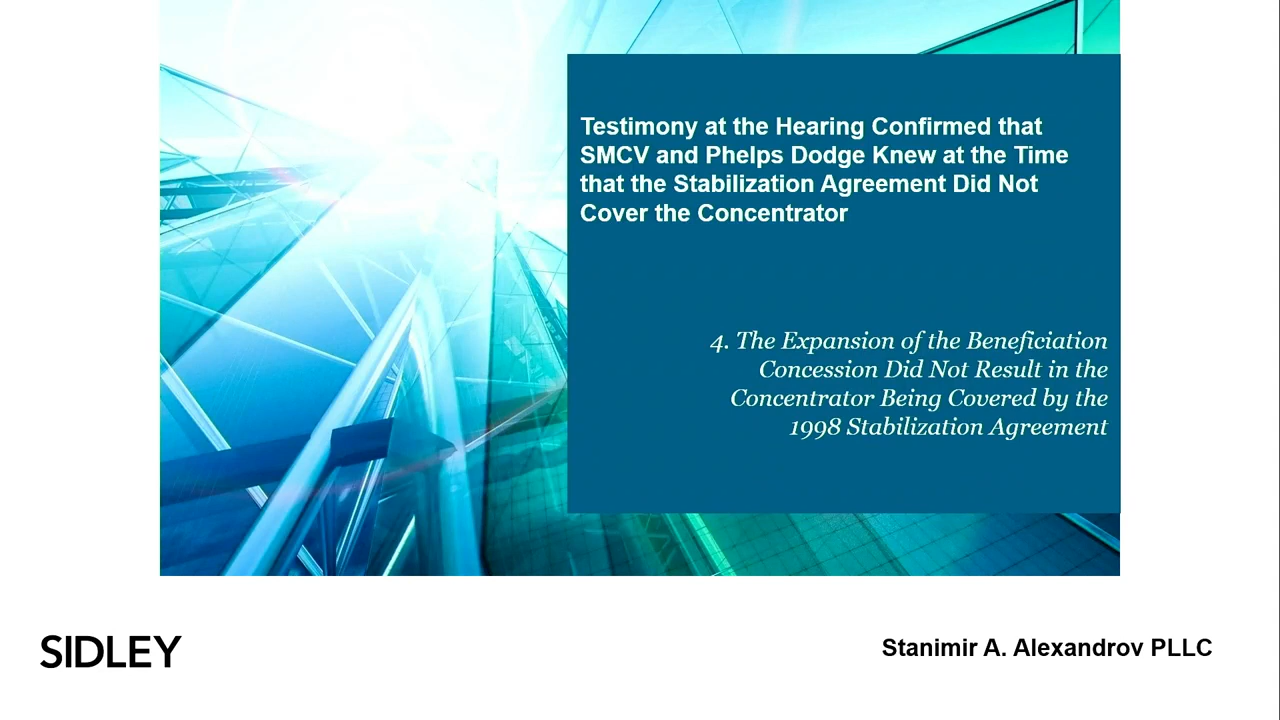 Testimony at the Hearing Confirmed that
SMCV and Phelps Dodge Knew at the Time
that the Stabilization Agreement Did Not
Cover the Concentrator
4. The Expansion of the Beneficiation
Concession Did Not Result in the
Concentrator Being Covered by the
1998 Stabilization Agreement
SIDLEY
Stanimir A. Alexandrov PLLC